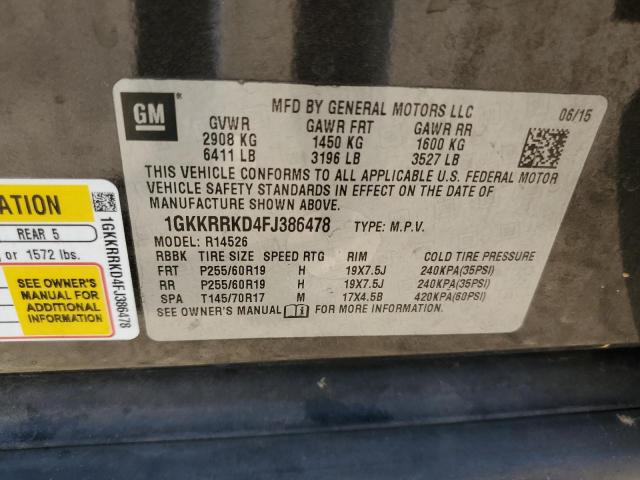 GM
MFD BY GENERAL MOTORS LLC
06/15
GVWR GAWR FRT GAWR RR
2908 KG 1450 KG 1600 KG
6411 LB 3196 LB 3527 LB
THIS VEHICLE CONFORMS TO ALL APPLICABLE U.S. FEDERAL MOTOR
VEHICLE SAFETY STANDARDS IN EFFECT ON THE DATE OF
MANUFACTURE SHOWN ABOVE.
1GKKRRKD4FJ386478 TYPE: M.P.V.
MODEL: R14526
RBBK TIRE SIZE SPEED RTG RIM COLD TIRE PRESSURE
FRT P255/60R19 H 19X7.5J 240KPA(35PSI)
RR P255/60R19 H 19X7.5J 240KPA(35PSI)
SPA T145/70R17 M 17X4.5B 420KPA(60PSI)
SEE OWNER'S MANUAL FOR MORE INFORMATION.
ATION
REAR 5
or 1572 lbs.
SEE OWNER'S
MANUAL FOR
ADDITIONAL
INFORMATION
1GKKRRKD4FJ386478